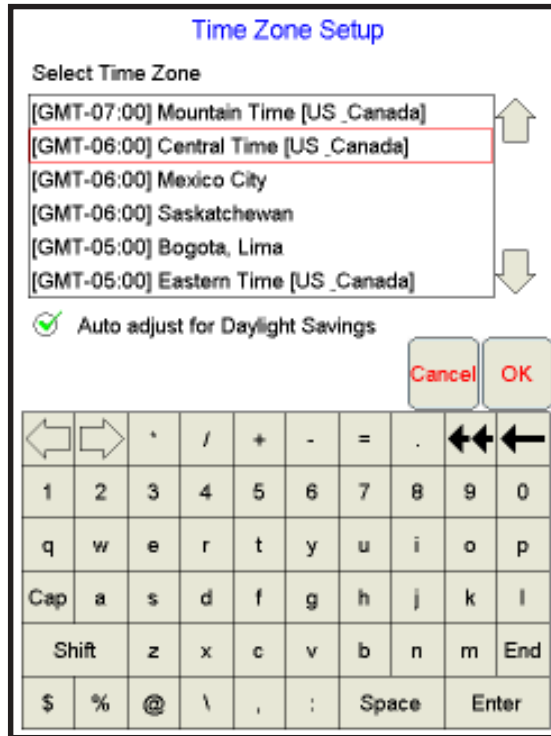 Time Zone Setup
Select Time Zone
[GMT-07:00] Mountain Time [US _Canada]
[GMT-06:00] Central Time [US _Canada]
[GMT-06:00] Mexico City
[GMT-06:00] Saskatchewan
[GMT-05:00] Bogota, Lima
[GMT-05:00] Eastern Time [US _Canada]
Auto adjust for Daylight Savings
Cancel OK
* / + - = .
1 2 3 4 5 6 7 8 9 0
q w e r t y u i o p
Cap a s d f g h j k l
Shift z x c v b n m End
$ % @ \ , : Space Enter